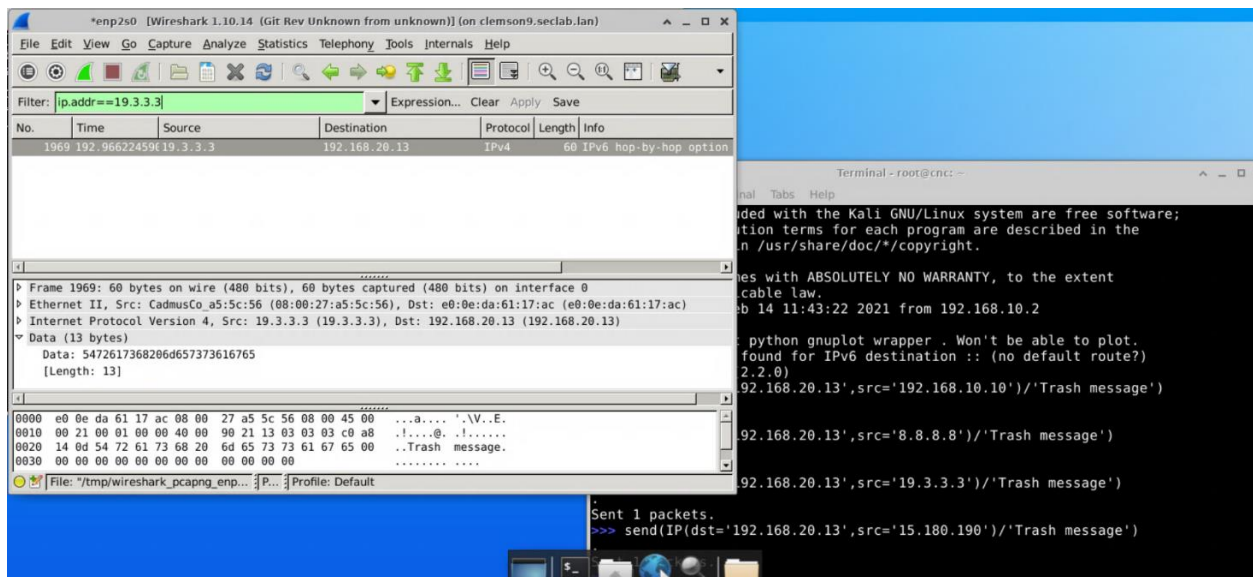 *enp2s0 [Wireshark 1.10.14 (Git Rev Unknown from unknown)] (on clemson9.seclab.lan)
File Edit View Go Capture Analyze Statistics Telephony Tools Internals Help
Filter: ip.addr==19.3.3.3 Expression... Clear Apply Save
No. Time Source Destination Protocol Length Info
1969 192.966224596 19.3.3.3 192.168.20.13 IPv4 60 IPv6 hop-by-hop option
Frame 1969: 60 bytes on wire (480 bits), 60 bytes captured (480 bits) on interface 0
Ethernet II, Src: CadmusCo_a5:5c:56 (08:00:27:a5:5c:56), Dst: e0:0e:da:61:17:ac (e0:0e:da:61:17:ac)
Internet Protocol Version 4, Src: 19.3.3.3 (19.3.3.3), Dst: 192.168.20.13 (192.168.20.13)
Data (13 bytes)
Data: 5472617368206d657373616765
[Length: 13]
0000 e0 0e da 61 17 ac 08 00 27 a5 5c 56 08 00 45 00 ...a.... '.\V..E.
0010 00 21 00 01 00 00 40 00 90 21 13 03 03 03 c0 a8 .!....@. .!......
0020 14 0d 54 72 61 73 68 20 6d 65 73 73 61 67 65 00 ..Trash message.
0030 00 00 00 00 00 00 00 00 00 00 00 00 ........ ....
File: "/tmp/wireshark_pcapng_enp... P... Profile: Default
Terminal - root@cnc: ~
nal Tabs Help
ded with the Kali GNU/Linux system are free software;
ution terms for each program are described in the
n /usr/share/doc/*/copyright.
es with ABSOLUTELY NO WARRANTY, to the extent
cable law.
eb 14 11:43:22 2021 from 192.168.10.2
python gnuplot wrapper . Won't be able to plot.
found for IPv6 destination :: (no default route?)
(2.2.0)
92.168.20.13',src='192.168.10.10')/'Trash message')
92.168.20.13',src='8.8.8.8')/'Trash message')
92.168.20.13',src='19.3.3.3')/'Trash message')
.
Sent 1 packets.
>>> send(IP(dst='192.168.20.13',src='15.180.190')/'Trash message')
.